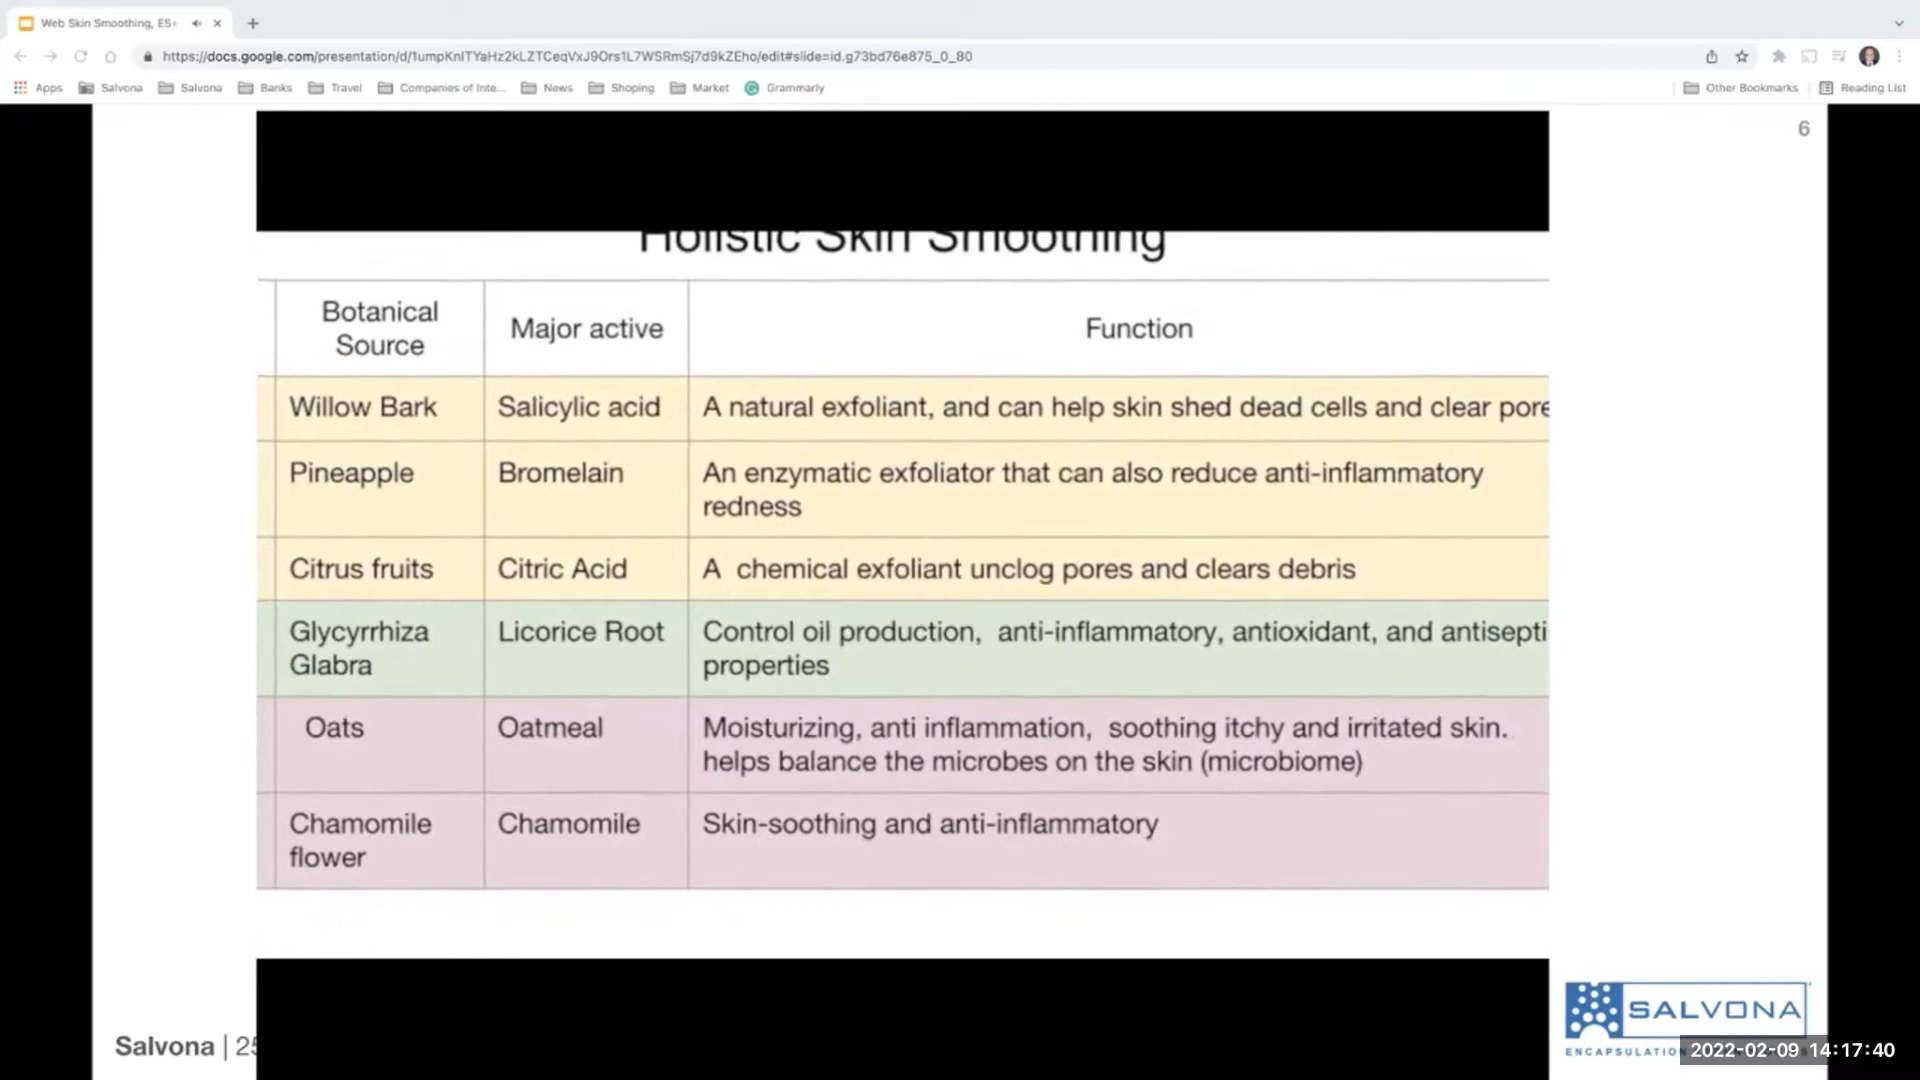 Web Skin Smoothing, ES
https://docs.google.com/presentation/d/1umpKnITYaHz2kLZTCeqVxJ9Ors1L7WSRmSj7d9kZEho/edit#slide=id.g73bd76e875_0_80
Apps Salvona Salvona Banks Travel Companies of Inte... News Shoping Market Grammarly Other Bookmarks Reading List
6
Holistic Skin Smoothing
Botanical Source Major active Function
Willow Bark Salicylic acid A natural exfoliant, and can help skin shed dead cells and clear pore
Pineapple Bromelain An enzymatic exfoliator that can also reduce anti-inflammatory
redness
Citrus fruits Citric Acid A chemical exfoliant unclog pores and clears debris
Glycyrrhiza Glabra Licorice Root Control oil production, anti-inflammatory, antioxidant, and antisepti
properties
Oats Oatmeal Moisturizing, anti inflammation, soothing itchy and irritated skin.
helps balance the microbes on the skin (microbiome)
Chamomile flower Chamomile Skin-soothing and anti-inflammatory
SALVONA
ENCAPSULATION
Salvona | 25
2022-02-09 14:17:40